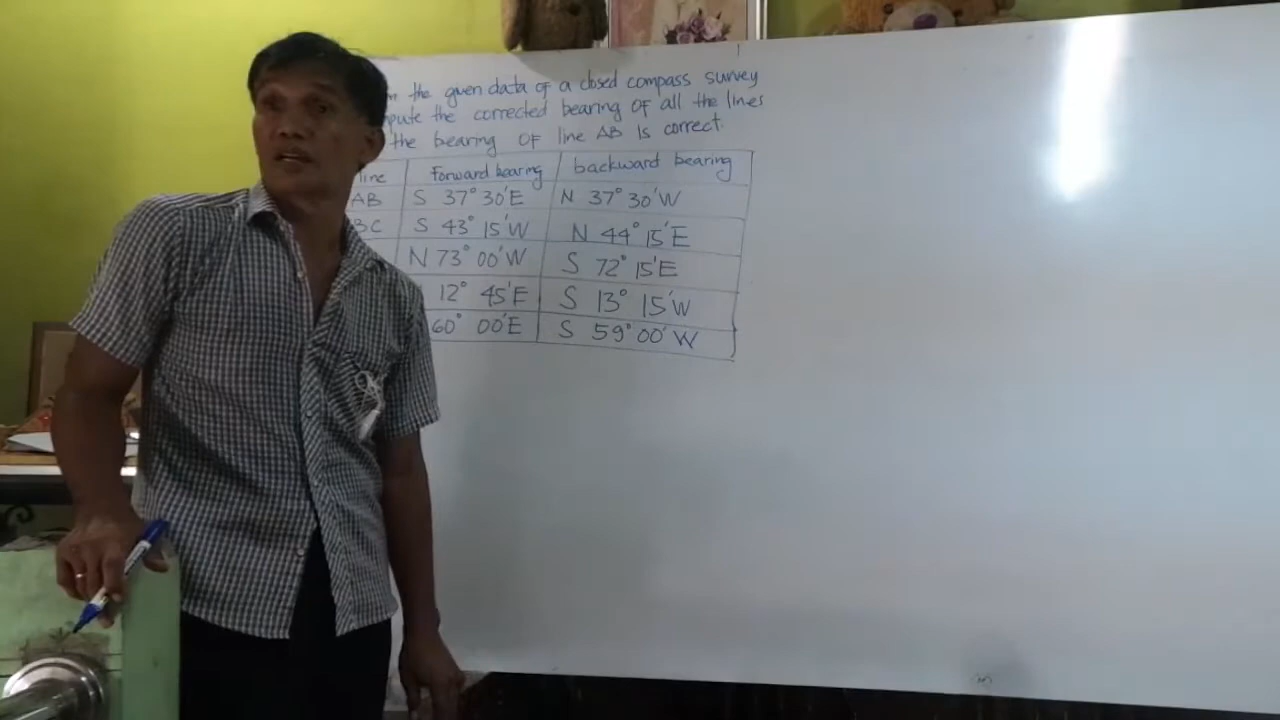 the given data of a closed compass survey
the corrected bearing of all the lines
the bearing of line AB is correct.
line Forward bearing backward bearing
AB S 37° 30'E N 37° 30'W
BC S 43° 15'W N 44° 15'E
N 73° 00'W S 72° 15'E
12° 45'E S 13° 15'W
60° 00'E S 59° 00'W